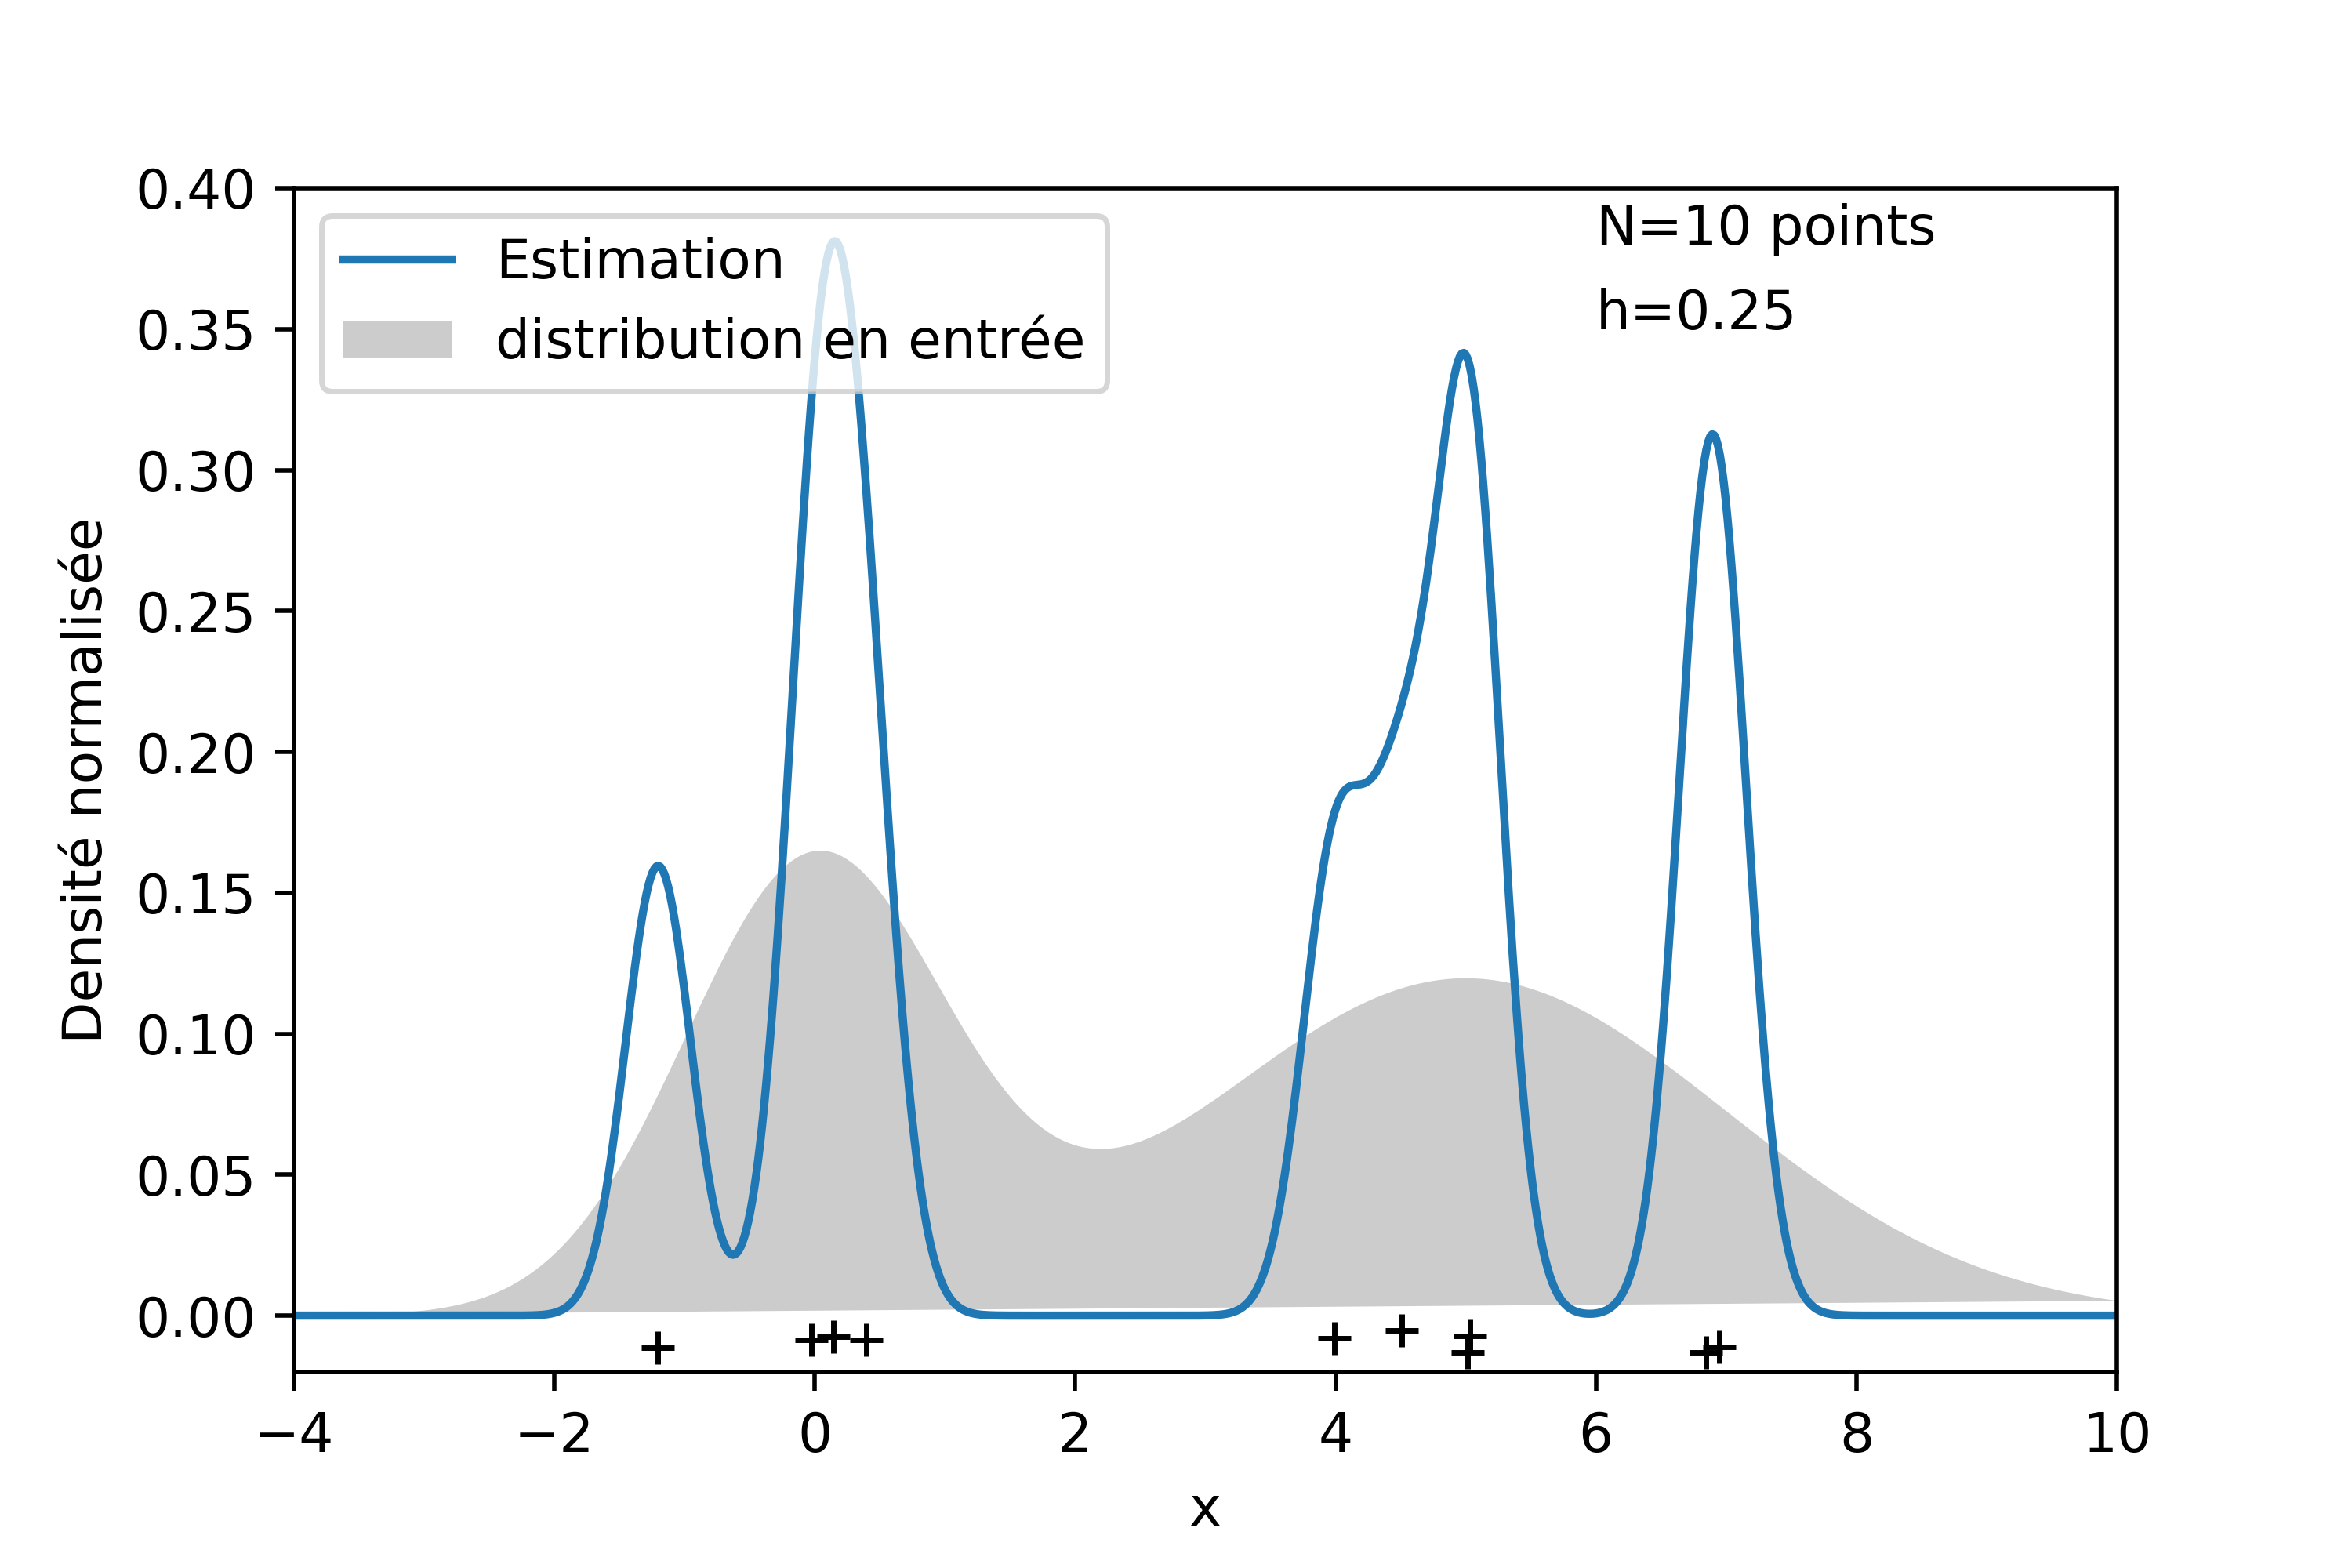 N=10 points
h=0.25
Estimation
distribution en entrée
0.40
0.35
0.30
0.25
0.20
0.15
0.10
0.05
0.00
Densité normalisée
−4 −2 0 2 4 6 8 10
x